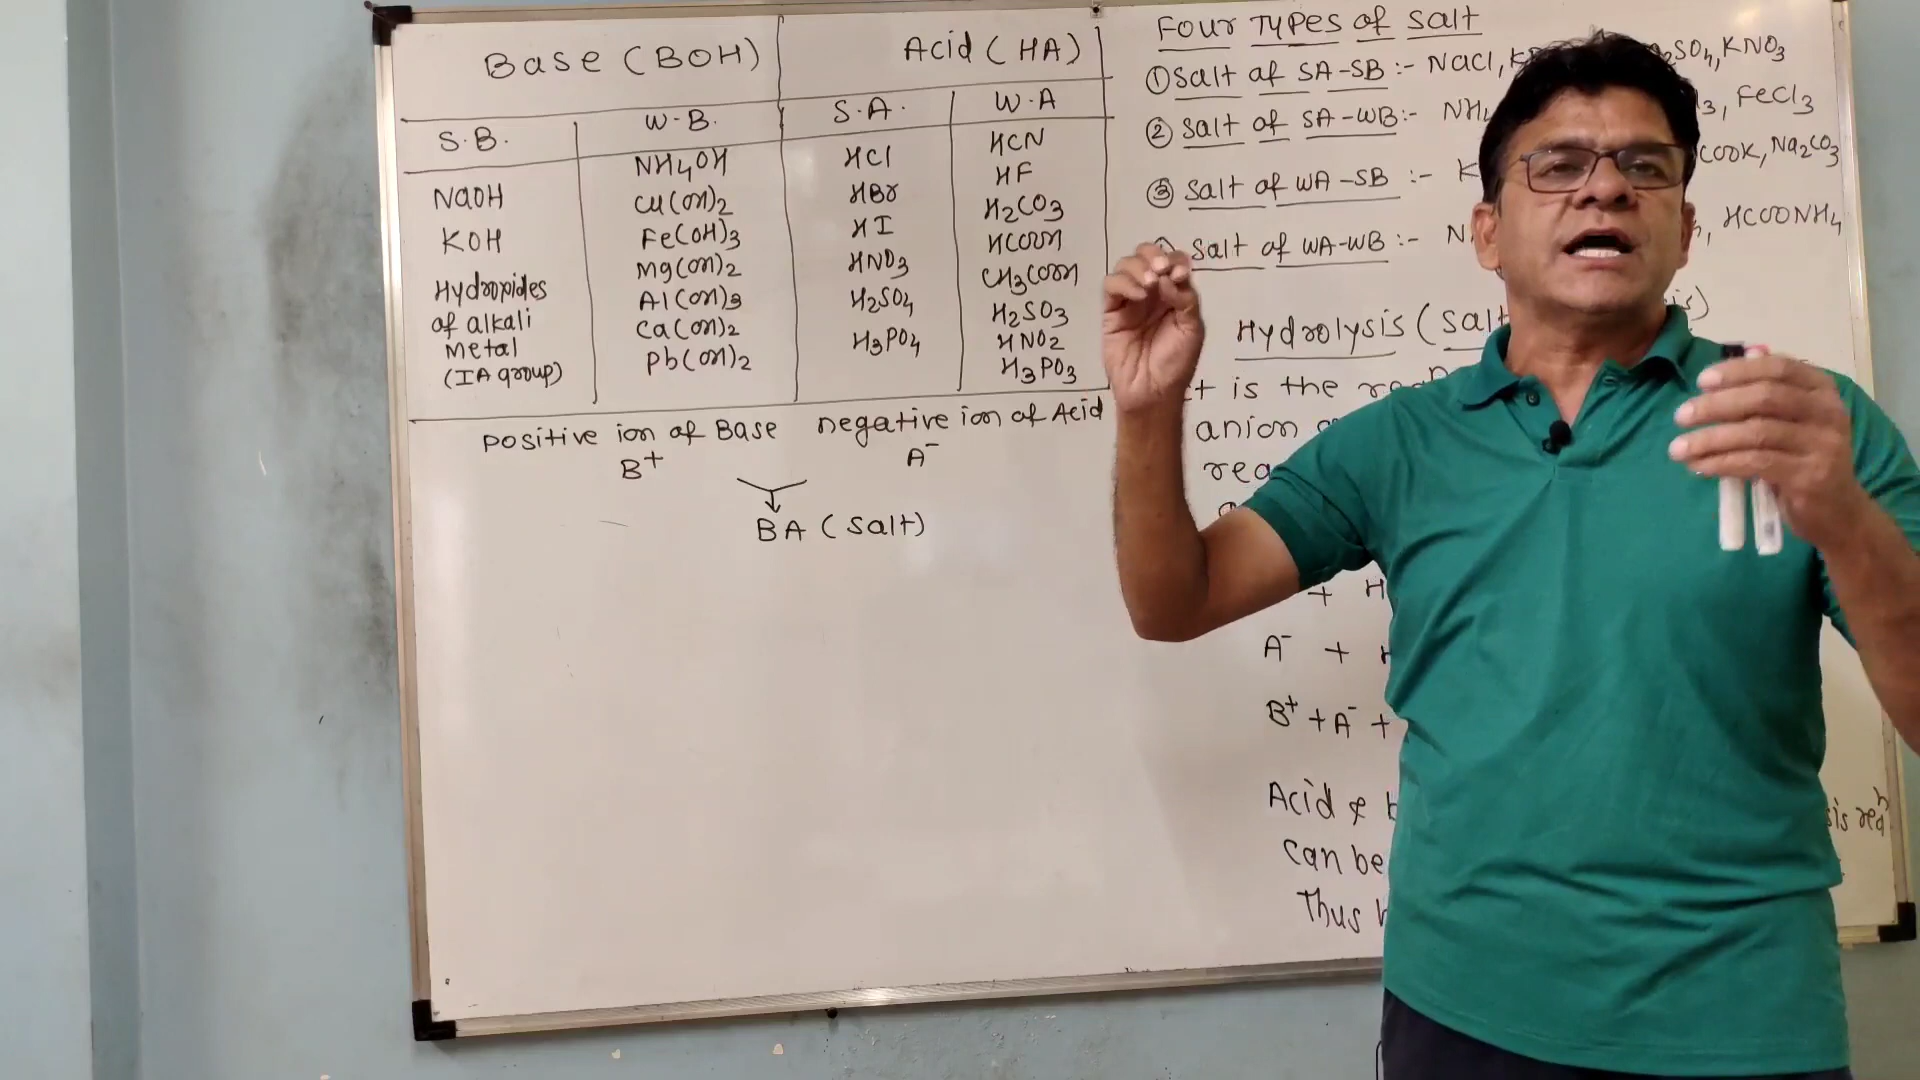 Base (BOH)
Acid (HA)
S.B.
W-B.
S.A.
W.A
NaOH
KOH
Hydroxides
of alkali
metal
(IA group)
NH4OH
Cu(OH)2
Fe(OH)3
Mg(OH)2
Al(OH)3
Ca(OH)2
Pb(OH)2
HCl
HBr
HI
HNO3
H2SO4
H3PO4
HCN
HF
H2CO3
HCOOH
CH3COOH
H2SO3
HNO2
H3PO3
positive ion of Base negative ion of Acid
B+ A-
BA (salt)
Four Types of salt
① Salt of SA-SB :- NaCl, SO4, KNO3
② Salt of SA-WB:- FeCl3
③ Salt of WA-SB :- COOK, Na2CO3
Salt of WA-WB :- HCOONH4
Hydrolysis (Salt
is the
anion
+ H
A- +
B+ + A- +
Acid &
can be
Thus